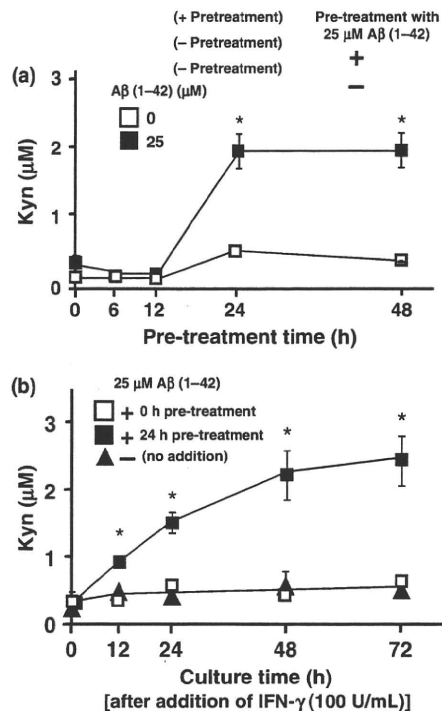 (+ Pretreatment)
(– Pretreatment)
(– Pretreatment)
Pre-treatment with
25 μM Aβ (1–42)
+
–
(a)
Aβ (1–42) (μM)
0
25
*
*
Kyn (μM)
3
2
1
0
0
6
12
24
48
Pre-treatment time (h)
(b)
25 μM Aβ (1–42)
+ 0 h pre-treatment
+ 24 h pre-treatment
– (no addition)
*
*
*
*
Kyn (μM)
3
2
1
0
0
12
24
48
72
Culture time (h)
[after addition of IFN-γ (100 U/mL)]